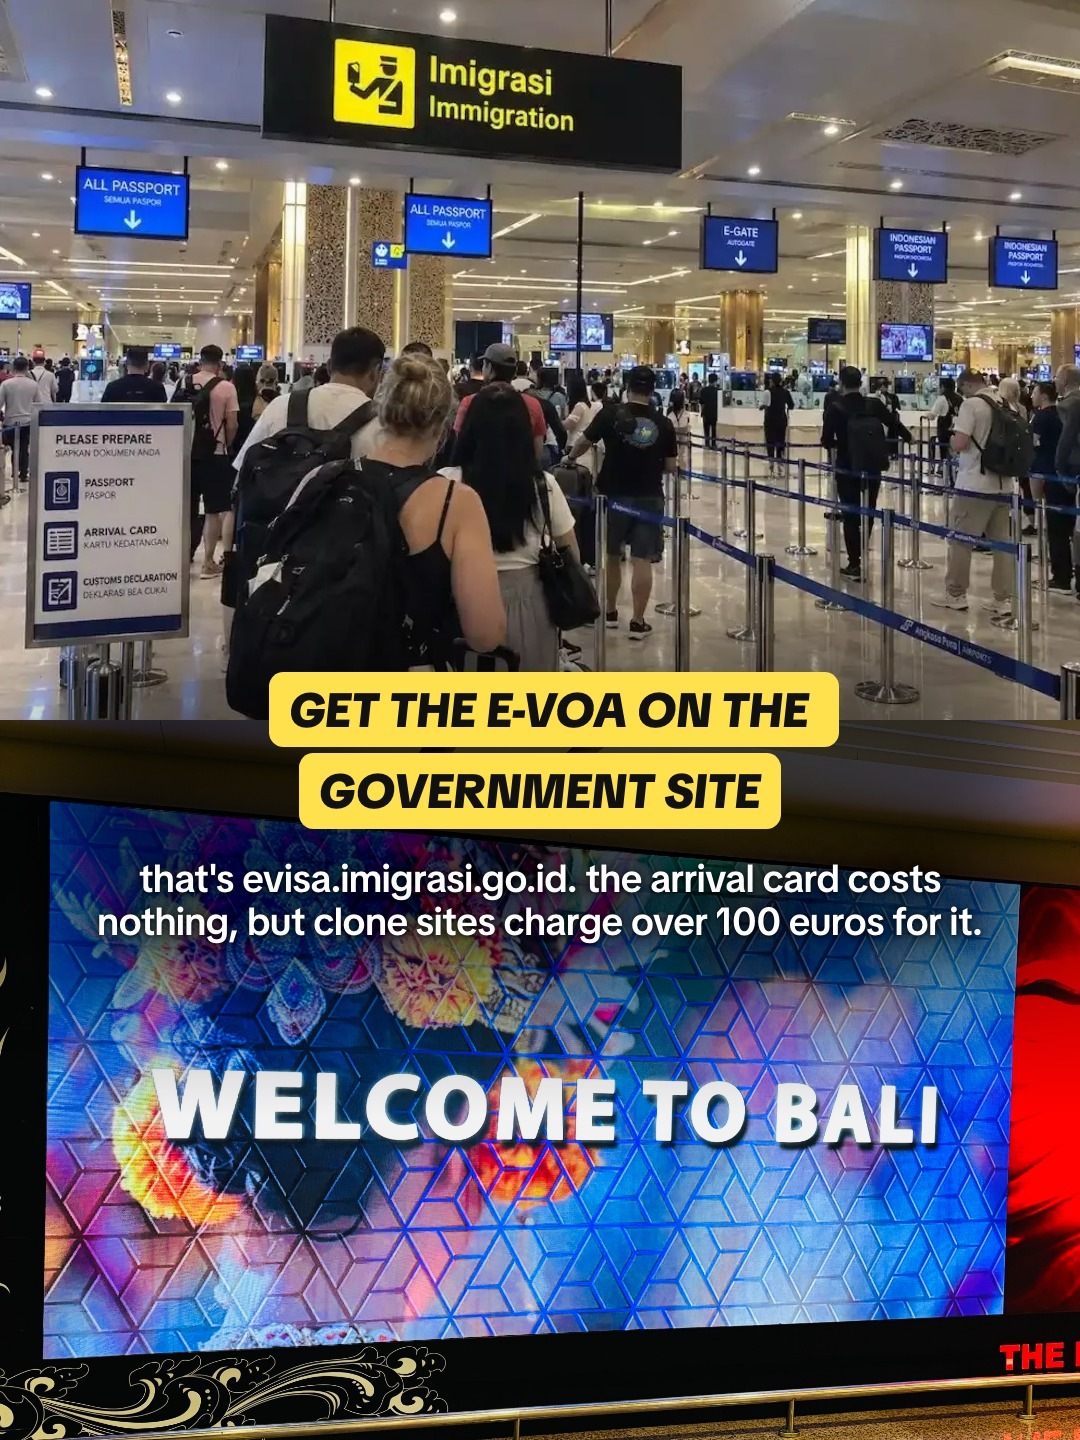 Imigrasi
Immigration
ALL PASSPORT
SEMUA PASPOR
ALL PASSPORT
SEMUA PASPOR
E-GATE
AUTOGATE
INDONESIAN
PASSPORT
INDONESIAN
PASSPORT
PLEASE PREPARE
SIAPKAN DOKUMEN ANDA
PASSPORT
PASPOR
ARRIVAL CARD
KARTU KEDATANGAN
CUSTOMS DECLARATION
DEKLARASI BEA CUKAI
Angkasa Pura | AIRPORTS
GET THE E-VOA ON THE
GOVERNMENT SITE
that's evisa.imigrasi.go.id. the arrival card costs
nothing, but clone sites charge over 100 euros for it.
WELCOME TO BALI
THE